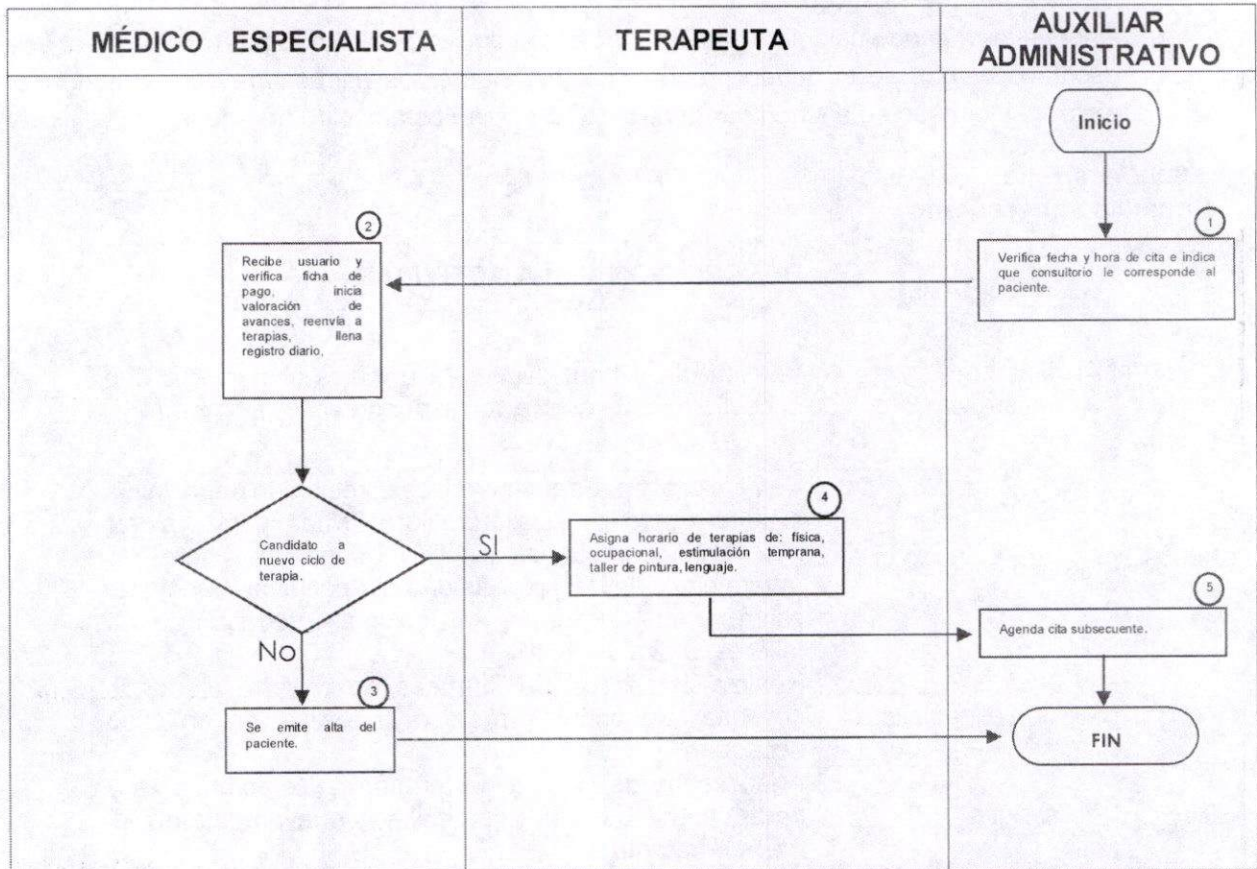 MÉDICO ESPECIALISTA
TERAPEUTA
AUXILIAR
ADMINISTRATIVO
Inicio
1
Verifica fecha y hora de cita e indica
que consultorio le corresponde al
paciente.
2
Recibe usuario y
verifica ficha de
pago, inicia
valoración de
avances, reenvía a
terapias, llena
registro diario,
Candidato a
nuevo ciclo de
terapia.
SI
4
Asigna horario de terapias de: física,
ocupacional, estimulación temprana,
taller de pintura, lenguaje.
5
Agenda cita subsecuente.
No
3
Se emite alta del
paciente.
FIN